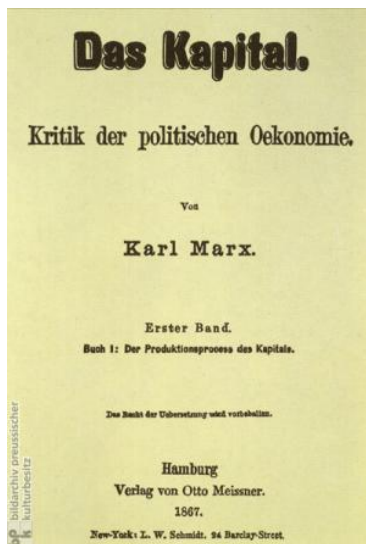 Das Kapital.
Kritik der politischen Oekonomie.
Von
Karl Marx.
Erster Band.
Buch I: Der Produktionsprocess des Kapitals.
Das Recht der Uebersetzung wird vorbehalten.
Hamburg
Verlag von Otto Meissner.
1867.
New-York: L. W. Schmidt. 24 Barclay-Street.
bildarchiv preussischer
kulturbesitz